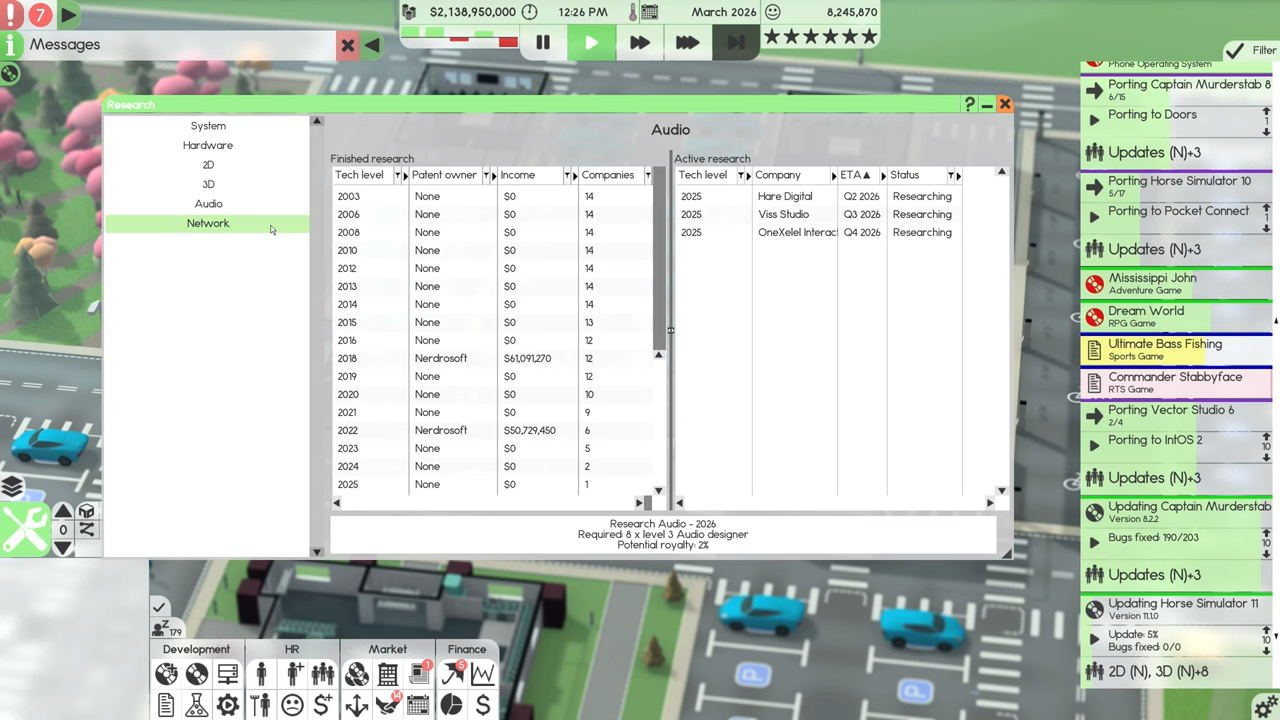 7
$2,138,950,000
12:26 PM
March 2026
8,245,870
Messages
Filter
Research
?
System
Hardware
2D
3D
Audio
Network
Audio
Finished research
Tech level Patent owner Income Companies
2003 None $0 14
2006 None $0 14
2008 None $0 14
2010 None $0 14
2012 None $0 14
2013 None $0 14
2014 None $0 14
2015 None $0 13
2016 None $0 12
2018 Nerdrosoft $61,091,270 12
2019 None $0 12
2020 None $0 10
2021 None $0 9
2022 Nerdrosoft $50,729,450 6
2023 None $0 5
2024 None $0 2
2025 None $0 1
Active research
Tech level Company ETA Status
2025 Hare Digital Q2 2026 Researching
2025 Viss Studio Q3 2026 Researching
2025 OneXelel Interac Q4 2026 Researching
Research Audio - 2026
Required: 8 x level 3 Audio designer
Potential royalty: 2%
Phone Operating System
Porting Captain Murderstab 8
6/15
Porting to Doors
1
Updates (N)+3
Porting Horse Simulator 10
5/17
Porting to Pocket Connect
1
Updates (N)+3
Mississippi John
Adventure Game
Dream World
RPG Game
Ultimate Bass Fishing
Sports Game
Commander Stabbyface
RTS Game
Porting Vector Studio 6
2/4
Porting to IntOS 2
10
Updates (N)+3
Updating Captain Murderstab
Version 8.2.2
Bugs fixed: 190/203
10
Updates (N)+3
Updating Horse Simulator 11
Version 11.1.0
Update: 5%
Bugs fixed: 0/0
10
2D (N), 3D (N)+8
0
Z
179
Development
HR
Market
Finance
1
5
14
$
P
P